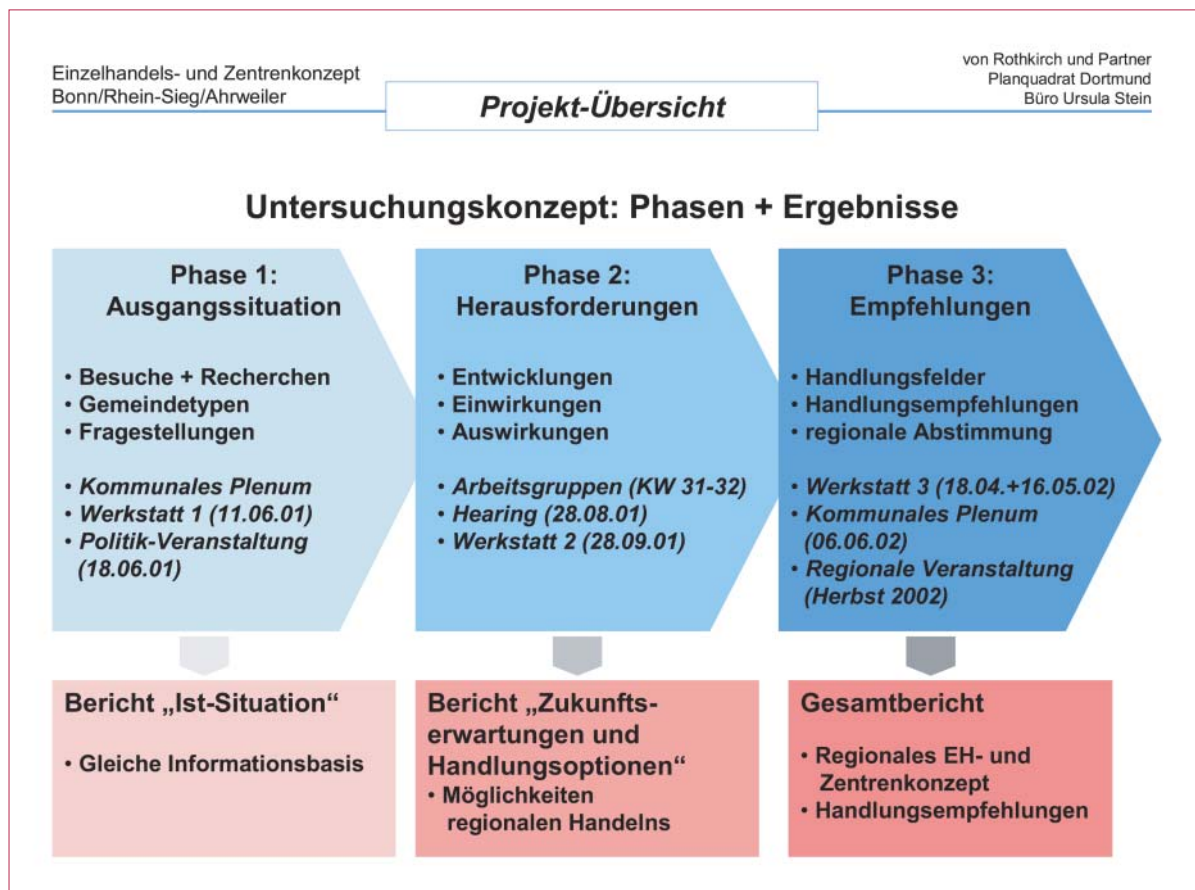 Einzelhandels- und Zentrenkonzept
Bonn/Rhein-Sieg/Ahrweiler
Projekt-Übersicht
von Rothkirch und Partner
Planquadrat Dortmund
Büro Ursula Stein
Untersuchungskonzept: Phasen + Ergebnisse
Phase 1:
Ausgangssituation
• Besuche + Recherchen
• Gemeindetypen
• Fragestellungen
• Kommunales Plenum
• Werkstatt 1 (11.06.01)
• Politik-Veranstaltung
(18.06.01)
Phase 2:
Herausforderungen
• Entwicklungen
• Einwirkungen
• Auswirkungen
• Arbeitsgruppen (KW 31-32)
• Hearing (28.08.01)
• Werkstatt 2 (28.09.01)
Phase 3:
Empfehlungen
• Handlungsfelder
• Handlungsempfehlungen
• regionale Abstimmung
• Werkstatt 3 (18.04.+16.05.02)
• Kommunales Plenum
(06.06.02)
• Regionale Veranstaltung
(Herbst 2002)
Bericht „Ist-Situation“
• Gleiche Informationsbasis
Bericht „Zukunfts-
erwartungen und
Handlungsoptionen“
• Möglichkeiten
regionalen Handelns
Gesamtbericht
• Regionales EH- und
Zentrenkonzept
• Handlungsempfehlungen